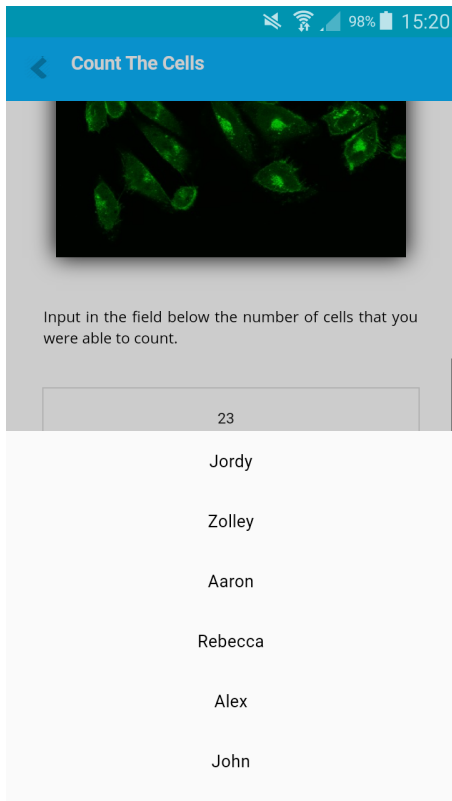 98% 15:20
Count The Cells
Input in the field below the number of cells that you
were able to count.
23
Jordy
Zolley
Aaron
Rebecca
Alex
John